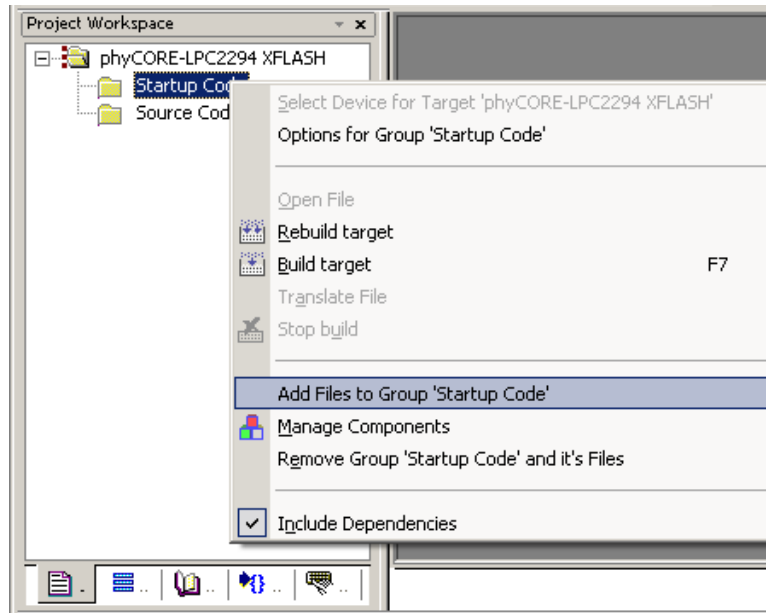 Project Workspace
phyCORE-LPC2294 XFLASH
Startup Cod
Source Cod
Select Device for Target 'phyCORE-LPC2294 XFLASH'
Options for Group 'Startup Code'
Open File
Rebuild target
Build target F7
Translate File
Stop build
Add Files to Group 'Startup Code'
Manage Components
Remove Group 'Startup Code' and it's Files
Include Dependencies